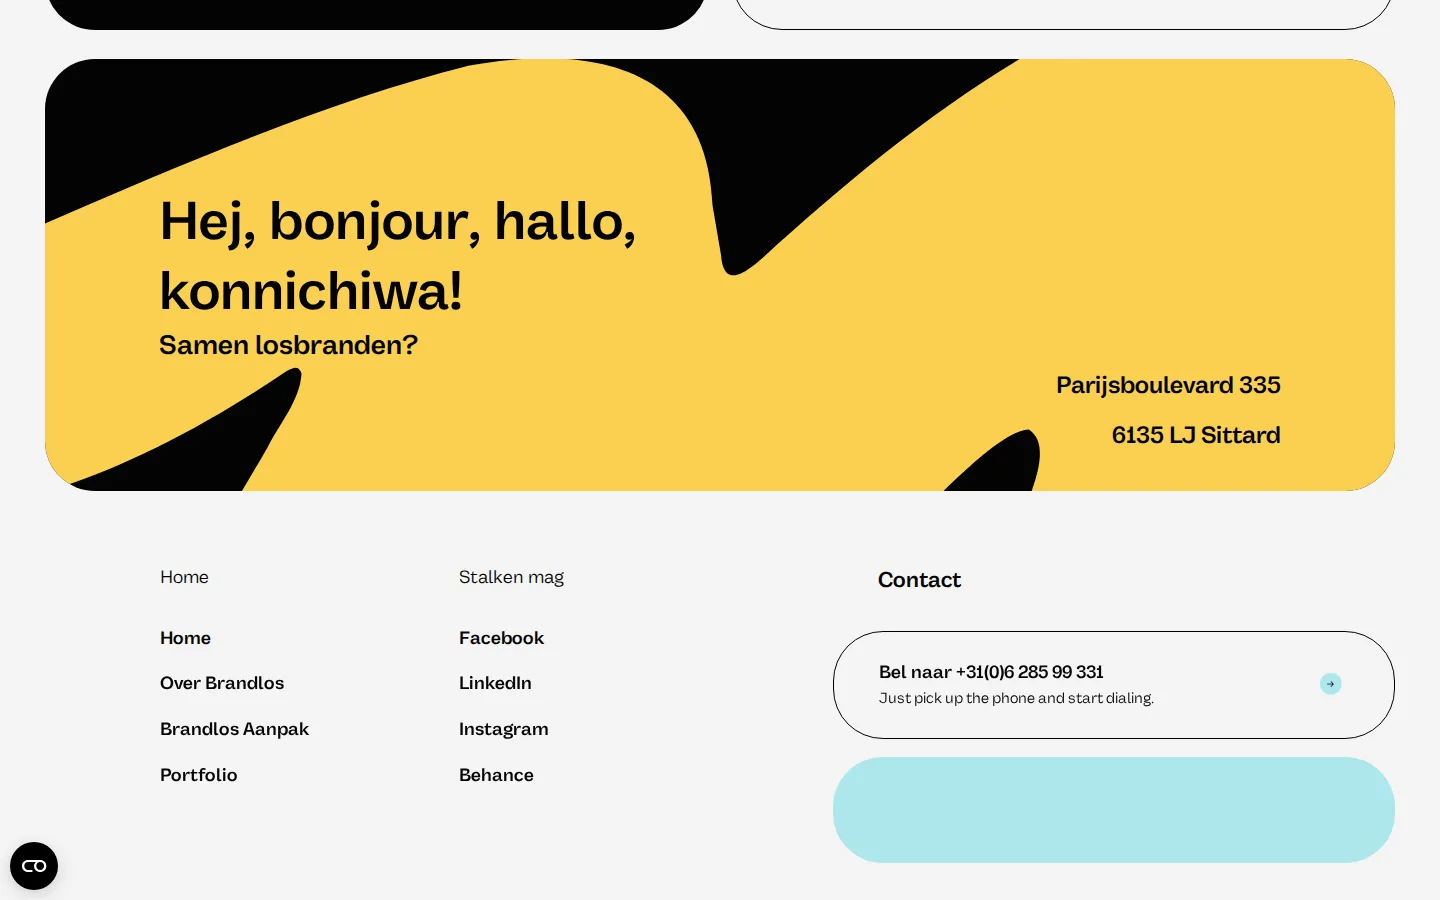 Hej, bonjour, hallo,
konnichiwa!
Samen losbranden?
Parijsboulevard 335
6135 LJ Sittard
Home
Home
Over Brandlos
Brandlos Aanpak
Portfolio
Stalken mag
Facebook
LinkedIn
Instagram
Behance
Contact
Bel naar +31(0)6 285 99 331
Just pick up the phone and start dialing.